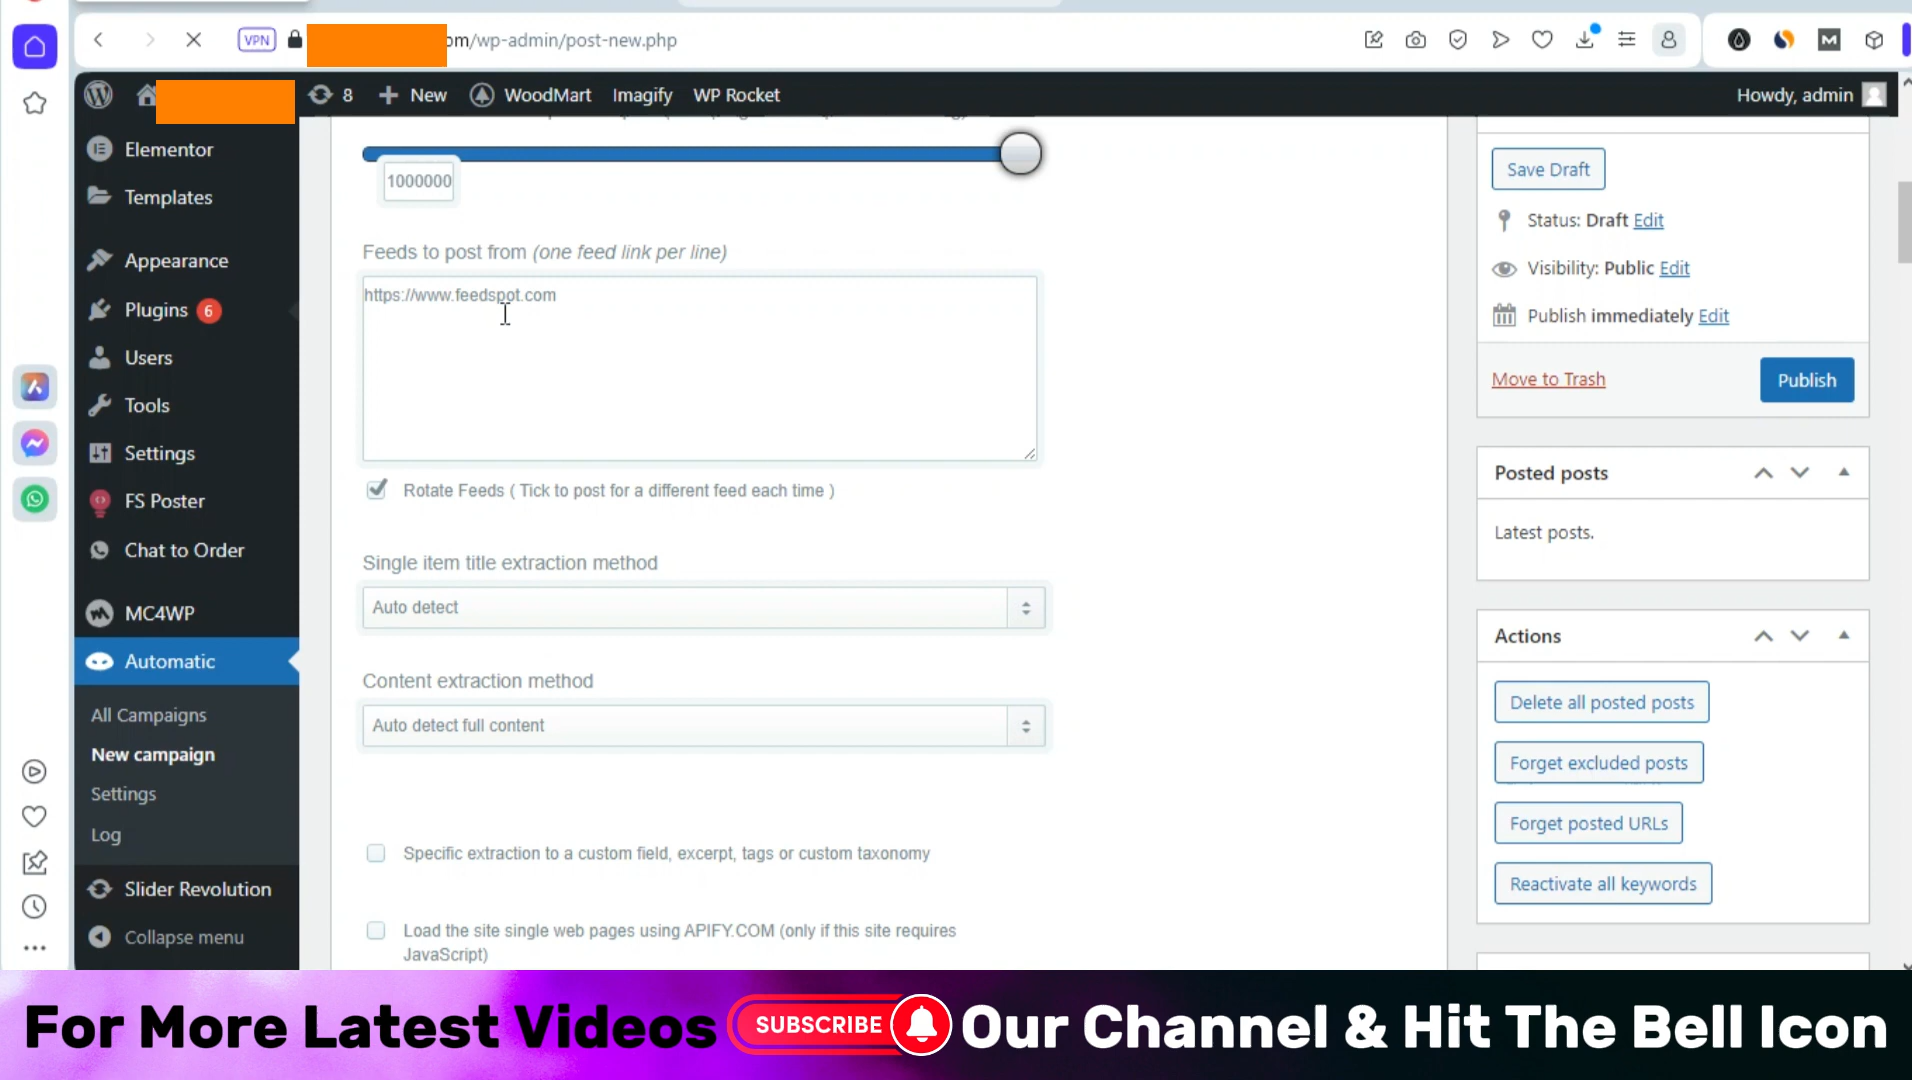 VPN
om/wp-admin/post-new.php
8
New
WoodMart
Imagify
WP Rocket
Howdy, admin
Elementor
Templates
Appearance
Plugins 6
Users
Tools
Settings
FS Poster
Chat to Order
MC4WP
Automatic
All Campaigns
New campaign
Settings
Log
Slider Revolution
Collapse menu
1000000
Feeds to post from (one feed link per line)
https://www.feedspot.com
Rotate Feeds ( Tick to post for a different feed each time )
Single item title extraction method
Auto detect
Content extraction method
Auto detect full content
Specific extraction to a custom field, excerpt, tags or custom taxonomy
Load the site single web pages using APIFY.COM (only if this site requires
JavaScript)
Save Draft
Status: Draft Edit
Visibility: Public Edit
Publish immediately Edit
Move to Trash
Publish
Posted posts
Latest posts.
Actions
Delete all posted posts
Forget excluded posts
Forget posted URLs
Reactivate all keywords
For More Latest Videos SUBSCRIBE Our Channel & Hit The Bell Icon